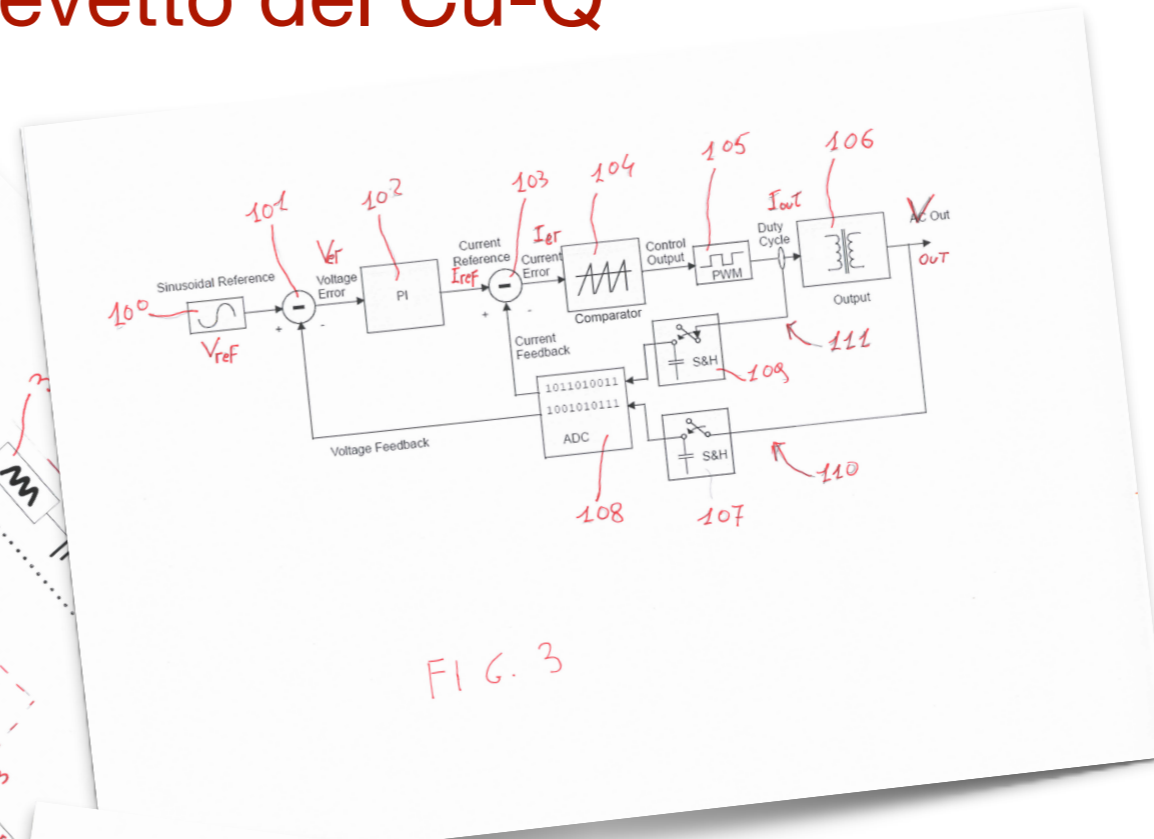 evetto del Cu-Q
106
105
104
103
102
101
Iout
V
AC Out
OUT
Duty
Cycle
Control
Output
Ier
Current
Error
Current
Reference
Iref
Ver
Voltage
Error
Sinusoidal Reference
100
Vref
PI
PWM
Comparator
Output
+
-
+
-
Current
Feedback
S&H
109
111
1011010011
1001010111
ADC
Voltage Feedback
S&H
110
108
107
FIG. 3